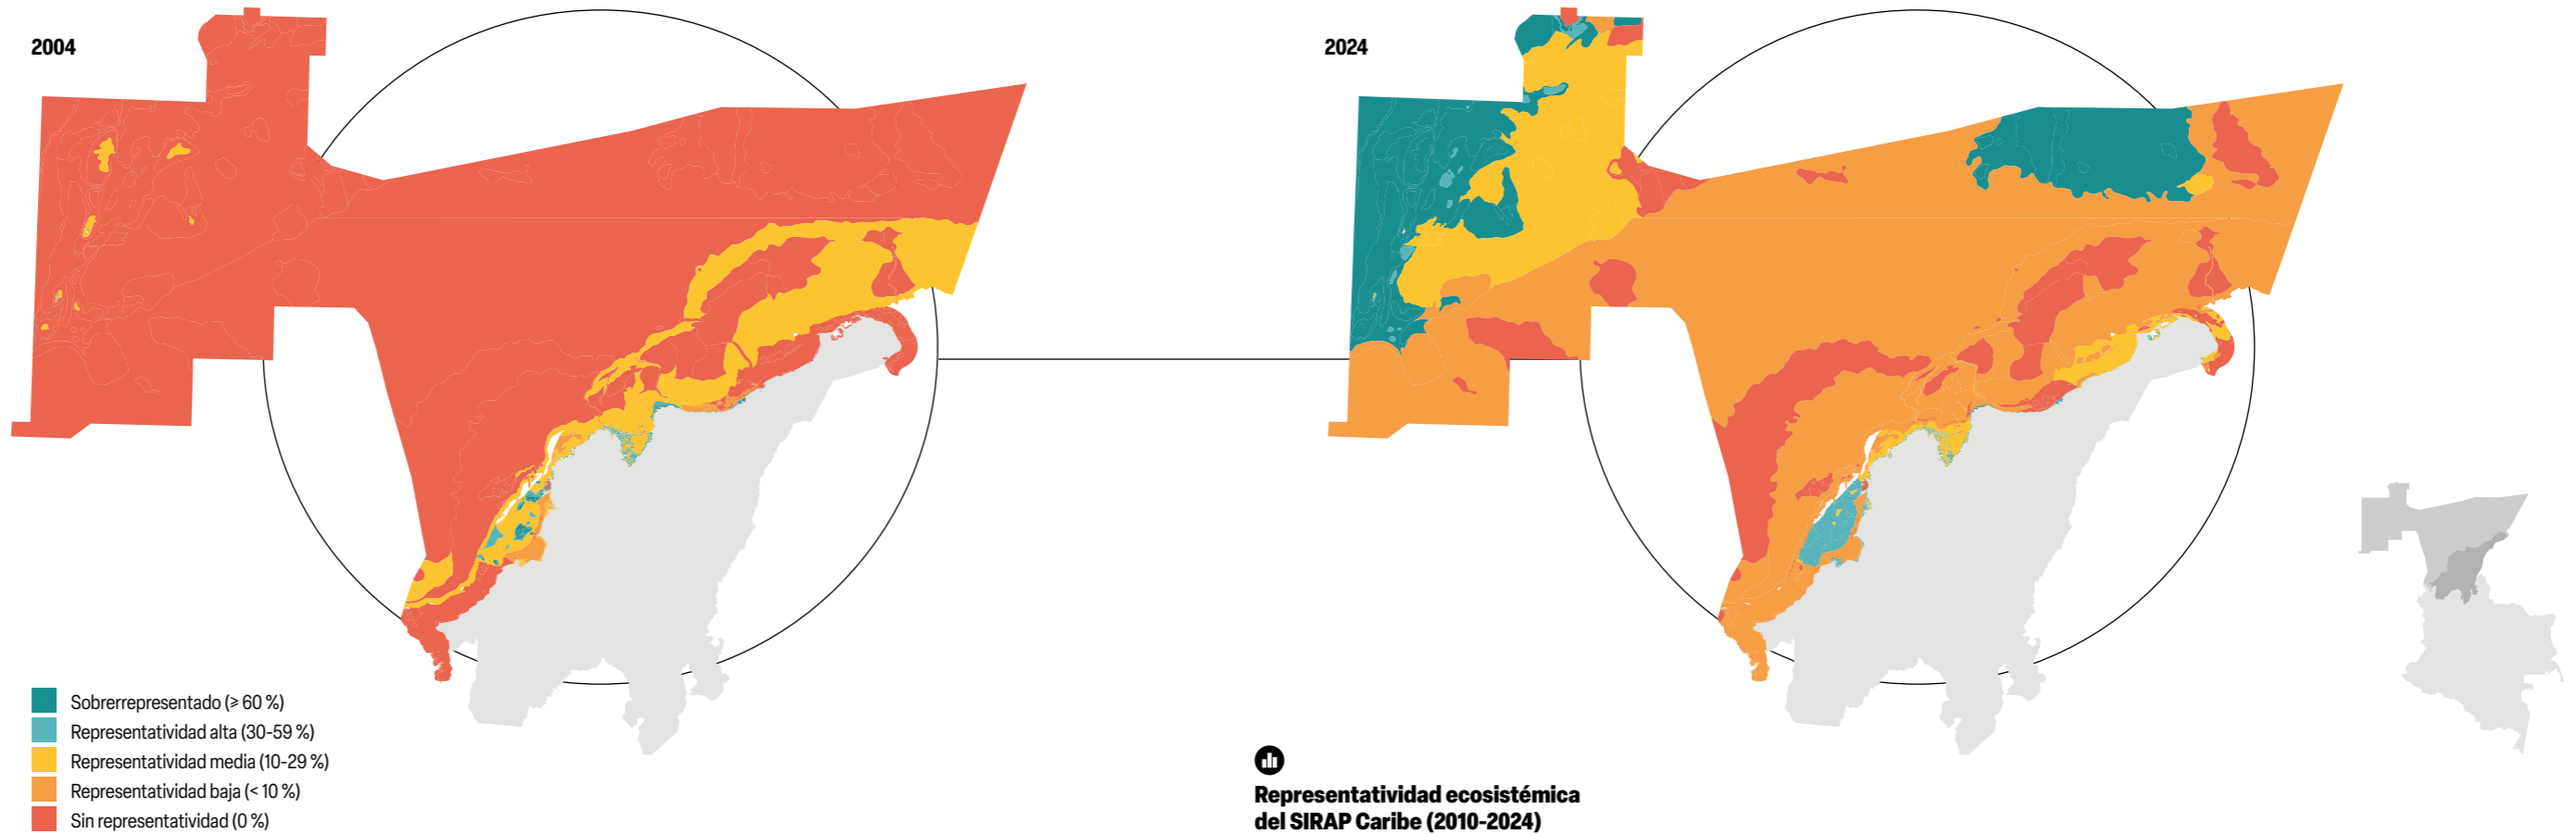 2004
2024
Sobrerrepresentado (≥ 60 %)
Representatividad alta (30-59 %)
Representatividad media (10-29 %)
Representatividad baja (< 10 %)
Sin representatividad (0 %)
Representatividad ecosistémica
del SIRAP Caribe (2010-2024)